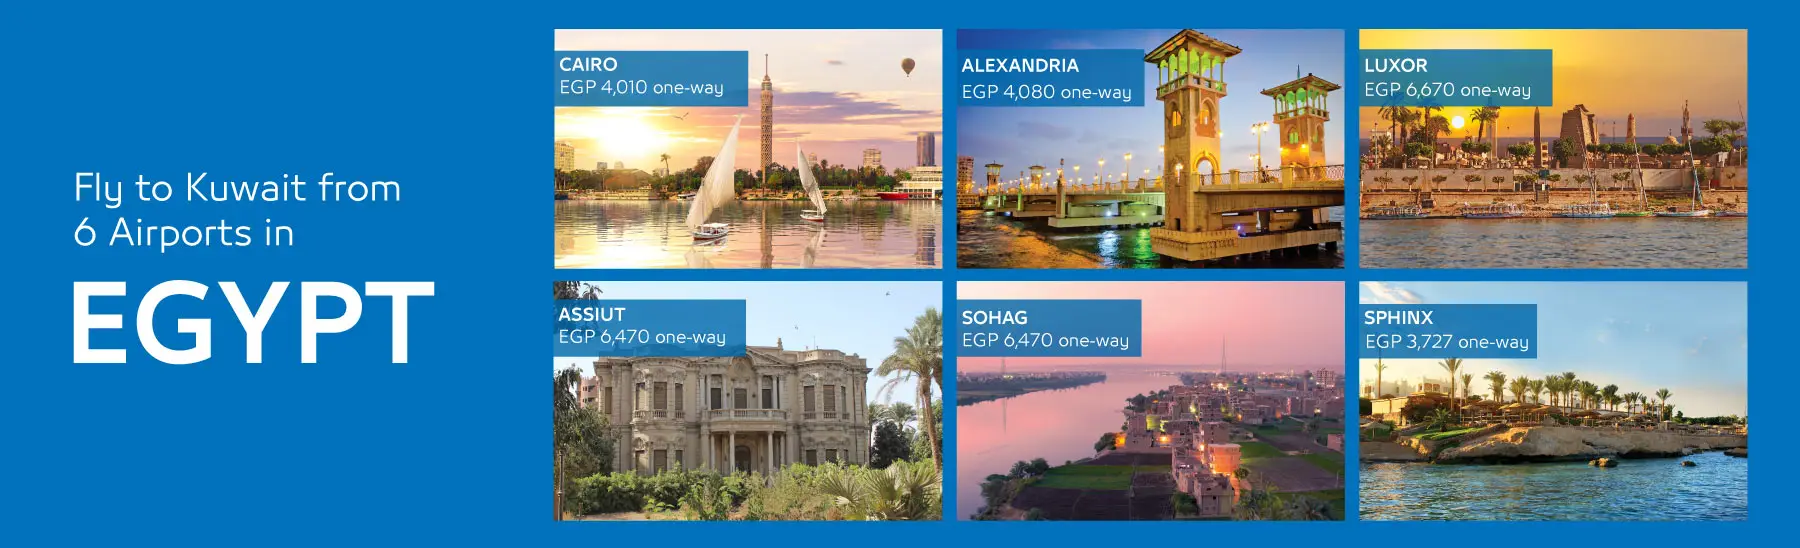 Fly to Kuwait from
6 Airports in
EGYPT
CAIRO
EGP 4,010 one-way
ALEXANDRIA
EGP 4,080 one-way
LUXOR
EGP 6,670 one-way
ASSIUT
EGP 6,470 one-way
SOHAG
EGP 6,470 one-way
SPHINX
EGP 3,727 one-way